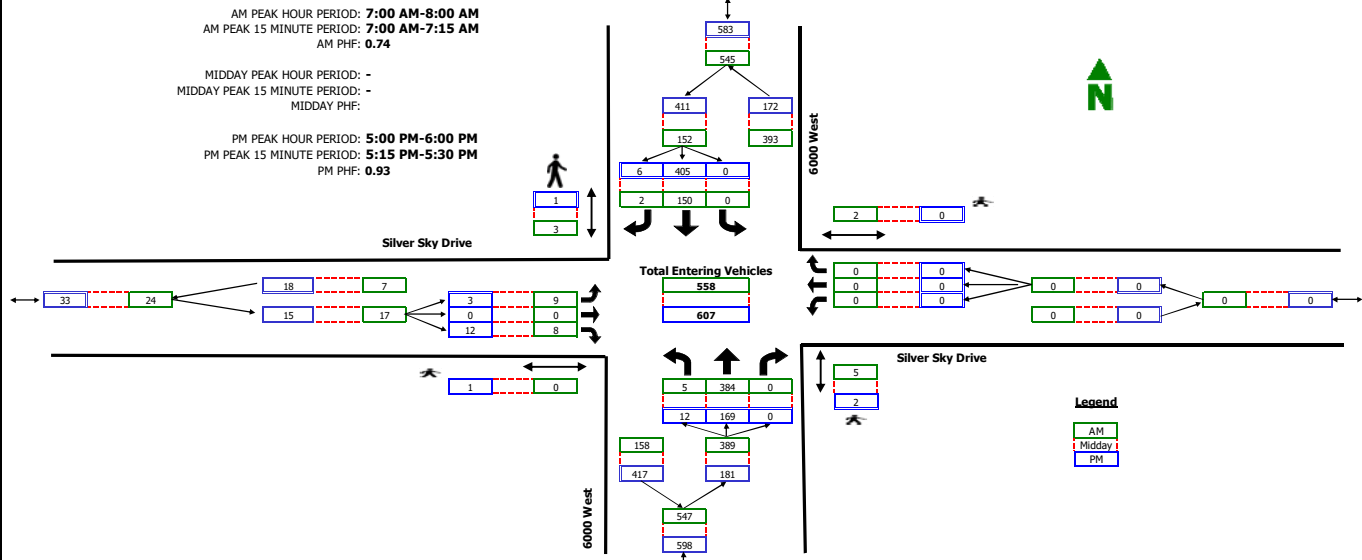 AM PEAK HOUR PERIOD: 7:00 AM-8:00 AM
AM PEAK 15 MINUTE PERIOD: 7:00 AM-7:15 AM
AM PHF: 0.74
MIDDAY PEAK HOUR PERIOD: -
MIDDAY PEAK 15 MINUTE PERIOD: -
MIDDAY PHF:
PM PEAK HOUR PERIOD: 5:00 PM-6:00 PM
PM PEAK 15 MINUTE PERIOD: 5:15 PM-5:30 PM
PM PHF: 0.93
583
545
411 172
152 393
6 405 0
2 150 0
N
6000 West
1
3
2 0
Silver Sky Drive
Total Entering Vehicles
558
607
33 24
18 7
15 17
3 9
0 0
12 8
0 0
0 0
0 0
0 0
0 0
0 0
1 0
5 384 0
12 169 0
158 389
417 181
547
598
6000 West
Silver Sky Drive
5
2
Legend
AM
Midday
PM